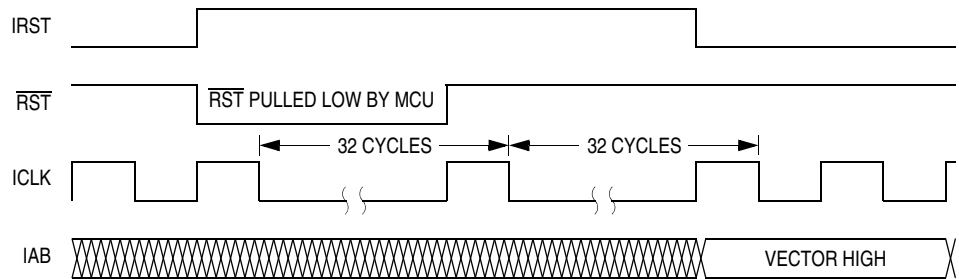 IRST
RST
RST PULLED LOW BY MCU
32 CYCLES
32 CYCLES
ICLK
IAB
VECTOR HIGH